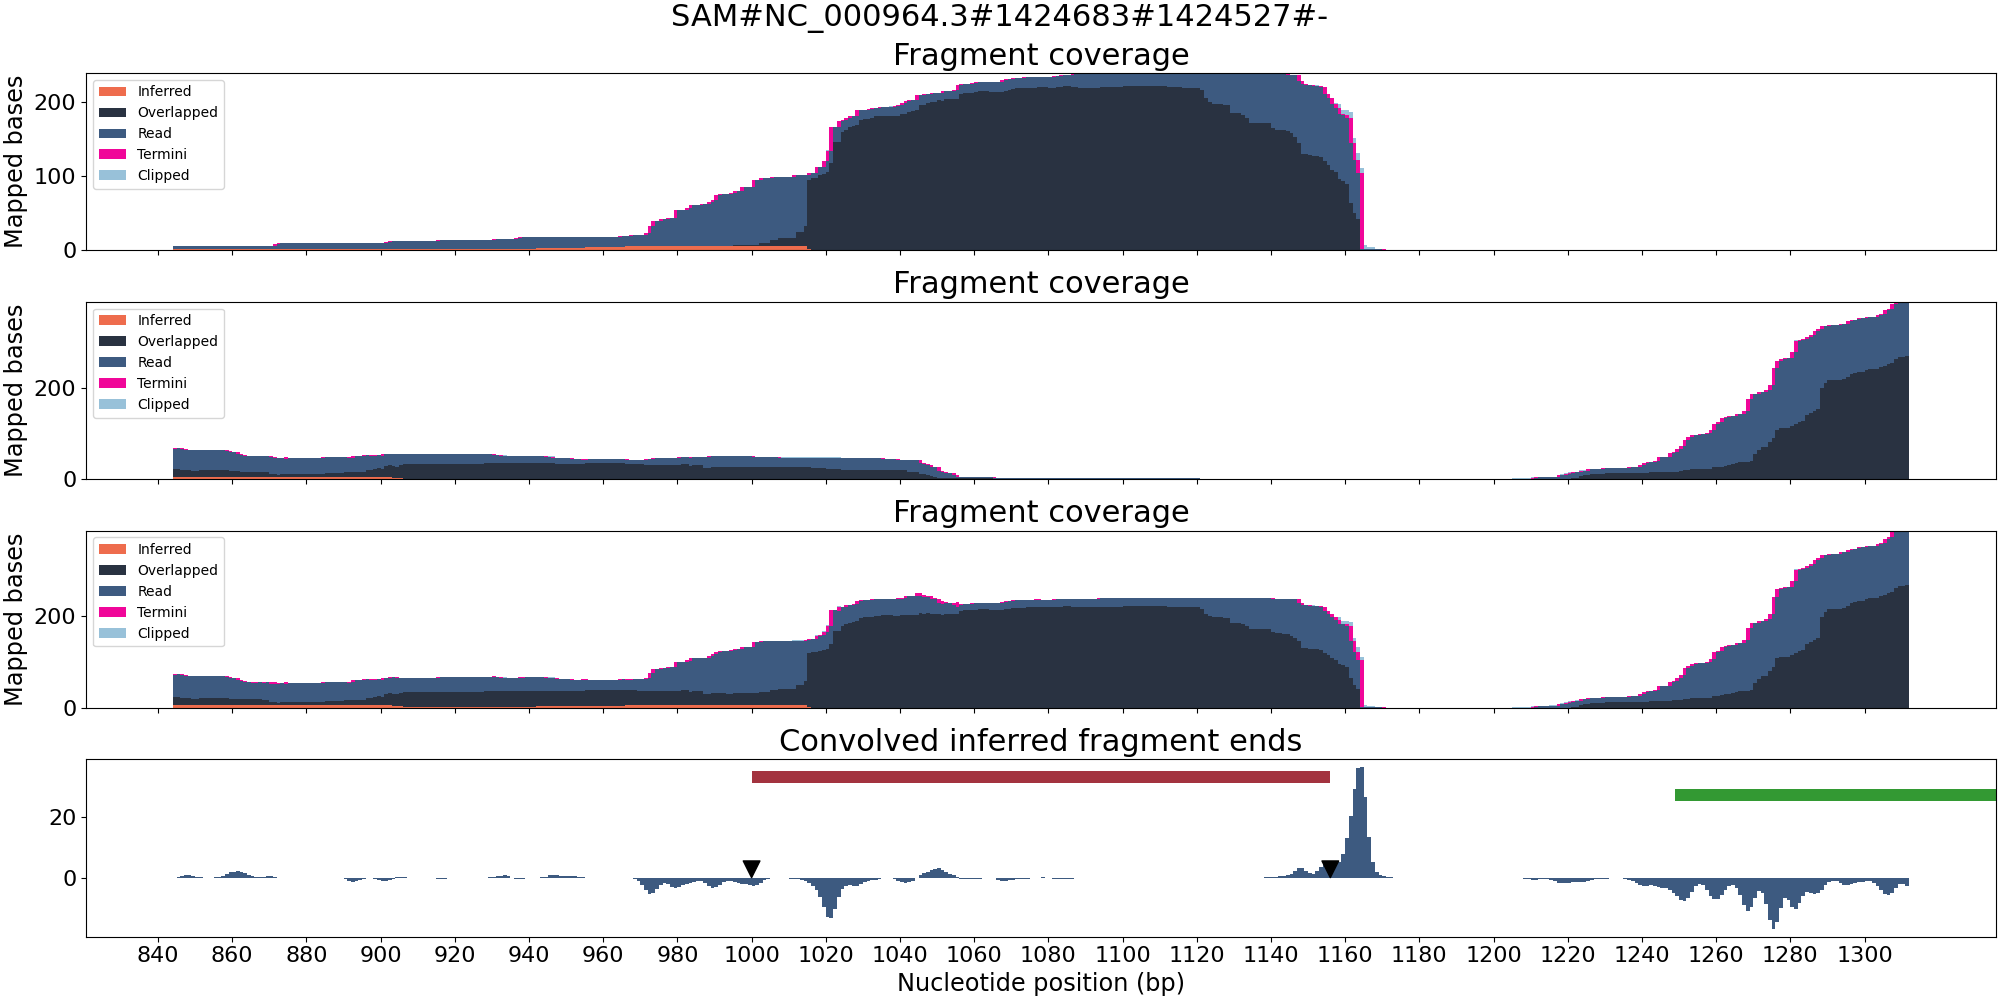 SAM#NC_000964.3#1424683#1424527#-
Fragment coverage
Mapped bases
200
100
0
Inferred
Overlapped
Read
Termini
Clipped
Fragment coverage
Mapped bases
200
0
Inferred
Overlapped
Read
Termini
Clipped
Fragment coverage
Mapped bases
200
0
Inferred
Overlapped
Read
Termini
Clipped
Convolved inferred fragment ends
20
0
840 860 880 900 920 940 960 980 1000 1020 1040 1060 1080 1100 1120 1140 1160 1180 1200 1220 1240 1260 1280 1300
Nucleotide position (bp)